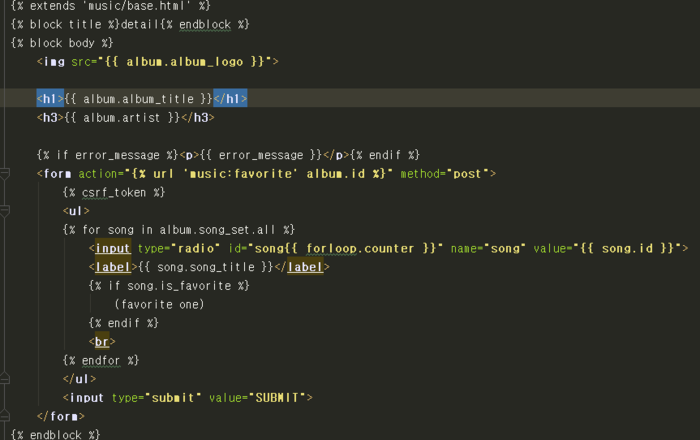 {% extends 'music/base.html' %}
{% block title %}detail{% endblock %}
{% block body %}
<img src="{{ album.album_logo }}">
<h1>{{ album.album_title }}</h1>
<h3>{{ album.artist }}</h3>
{% if error_message %}<p>{{ error_message }}</p>{% endif %}
<form action="{% url 'music:favorite' album.id %}" method="post">
{% csrf_token %}
<ul>
{% for song in album.song_set.all %}
<input type="radio" id="song{{ forloop.counter }}" name="song" value="{{ song.id }}">
<label>{{ song.song_title }}</label>
{% if song.is_favorite %}
(favorite one)
{% endif %}
<br>
{% endfor %}
</ul>
<input type="submit" value="SUBMIT">
</form>
{% endblock %}